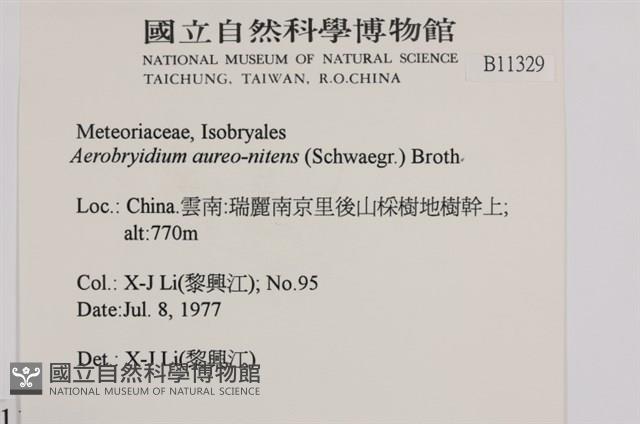 國立自然科學博物館
NATIONAL MUSEUM OF NATURAL SCIENCE
TAICHUNG, TAIWAN, R.O.CHINA
B11329
Meteoriaceae, Isobryales
Aerobryidium aureo-nitens (Schwaegr.) Broth.
Loc.: China.雲南:瑞麗南京里後山棌樹地樹幹上;
alt:770m
Col.: X-J Li(黎興江); No.95
Date:Jul. 8, 1977
Det.: X-J Li(黎興江)
國立自然科學博物館
NATIONAL MUSEUM OF NATURAL SCIENCE